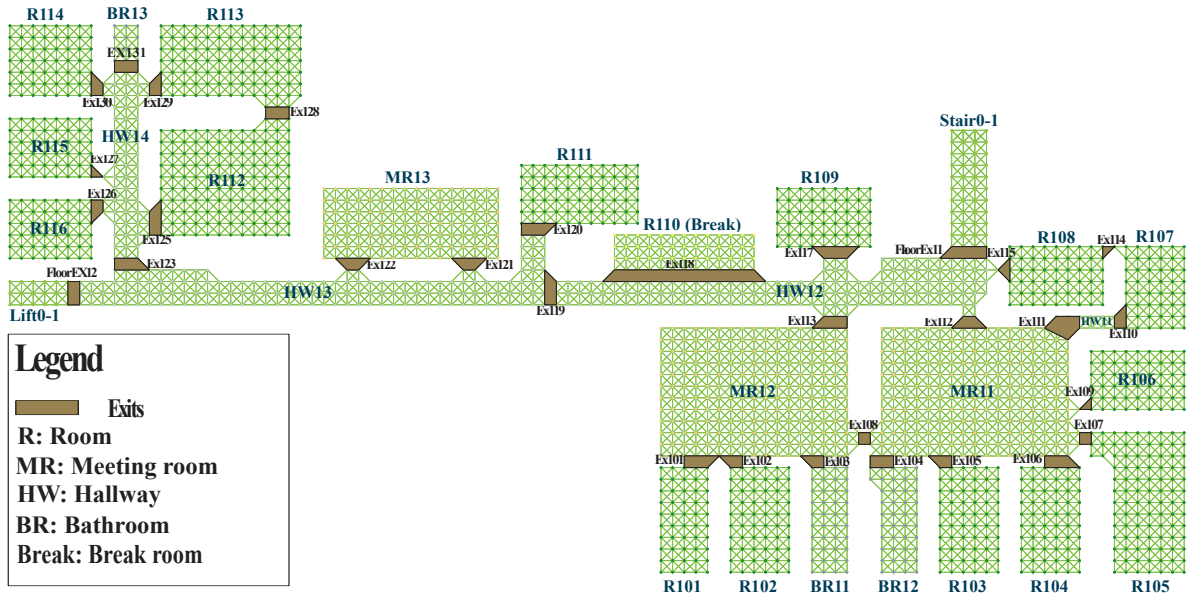 R114
BR13
R113
EX131
Ex130
Ex129
Ex128
R115
HW14
Ex127
Ex126
R116
R112
Ex125
Ex123
MR13
Ex122
Ex121
R111
Ex120
R110 (Break)
Ex118
R109
Ex117
Stair0-1
FloorEx11
Ex115
R108
Ex114
R107
FloorEX12
Lift0-1
HW13
Ex119
HW12
Ex113
Ex112
Ex111
HW11
Ex110
MR12
MR11
R106
Ex109
Ex108
Ex107
Ex101
Ex102
Ex103
Ex104
Ex105
Ex106
R101
R102
BR11
BR12
R103
R104
R105
Legend
Exits
R: Room
MR: Meeting room
HW: Hallway
BR: Bathroom
Break: Break room